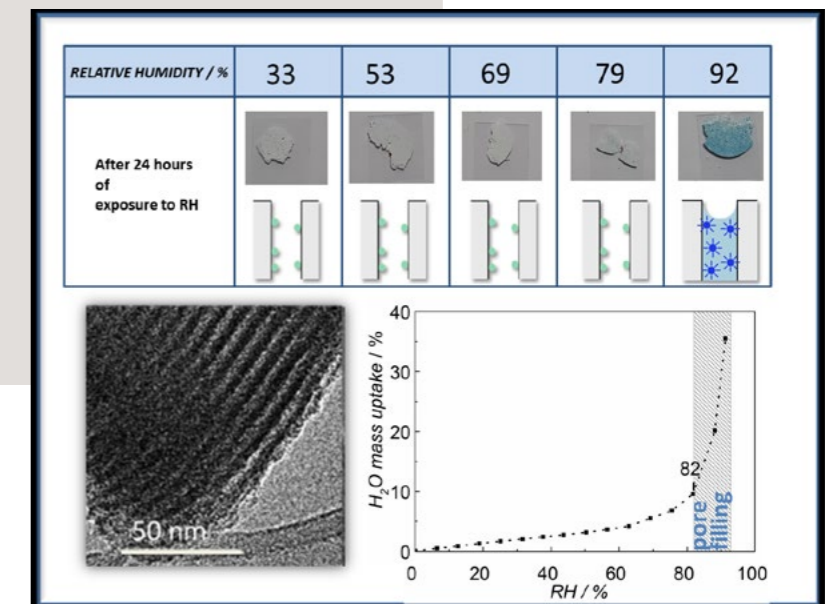 RELATIVE HUMIDITY / % 33 53 69 79 92
After 24 hours
of
exposure to RH
50 nm
H₂O mass uptake / %
40
30
20
10
0
82
pore
filling
0 20 40 60 80 100
RH / %